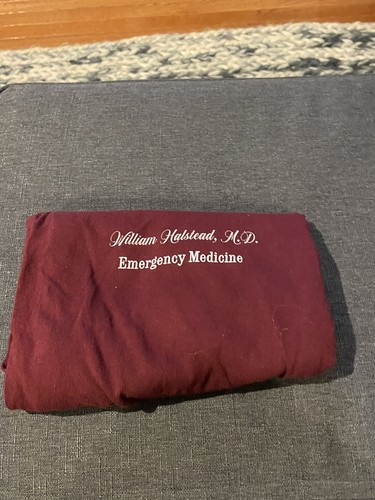 William Halstead, M.D.
Emergency Medicine